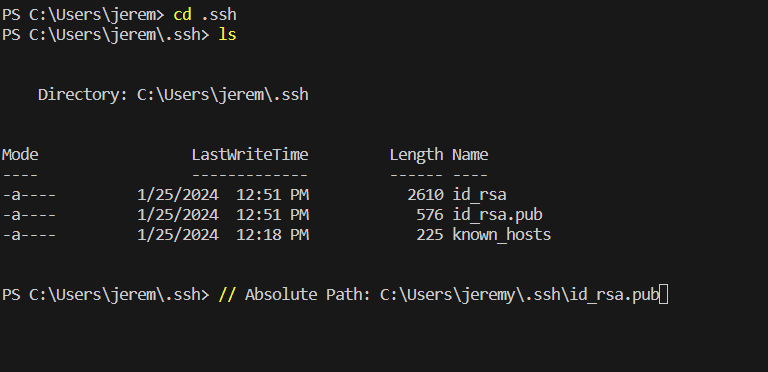 PS C:\Users\jerem> cd .ssh
PS C:\Users\jerem\.ssh> ls
Directory: C:\Users\jerem\.ssh
Mode                 LastWriteTime         Length Name
----                 -------------         ------ ----
-a----         1/25/2024  12:51 PM           2610 id_rsa
-a----         1/25/2024  12:51 PM            576 id_rsa.pub
-a----         1/25/2024  12:18 PM            225 known_hosts
PS C:\Users\jerem\.ssh> // Absolute Path: C:\Users\jeremy\.ssh\id_rsa.pub